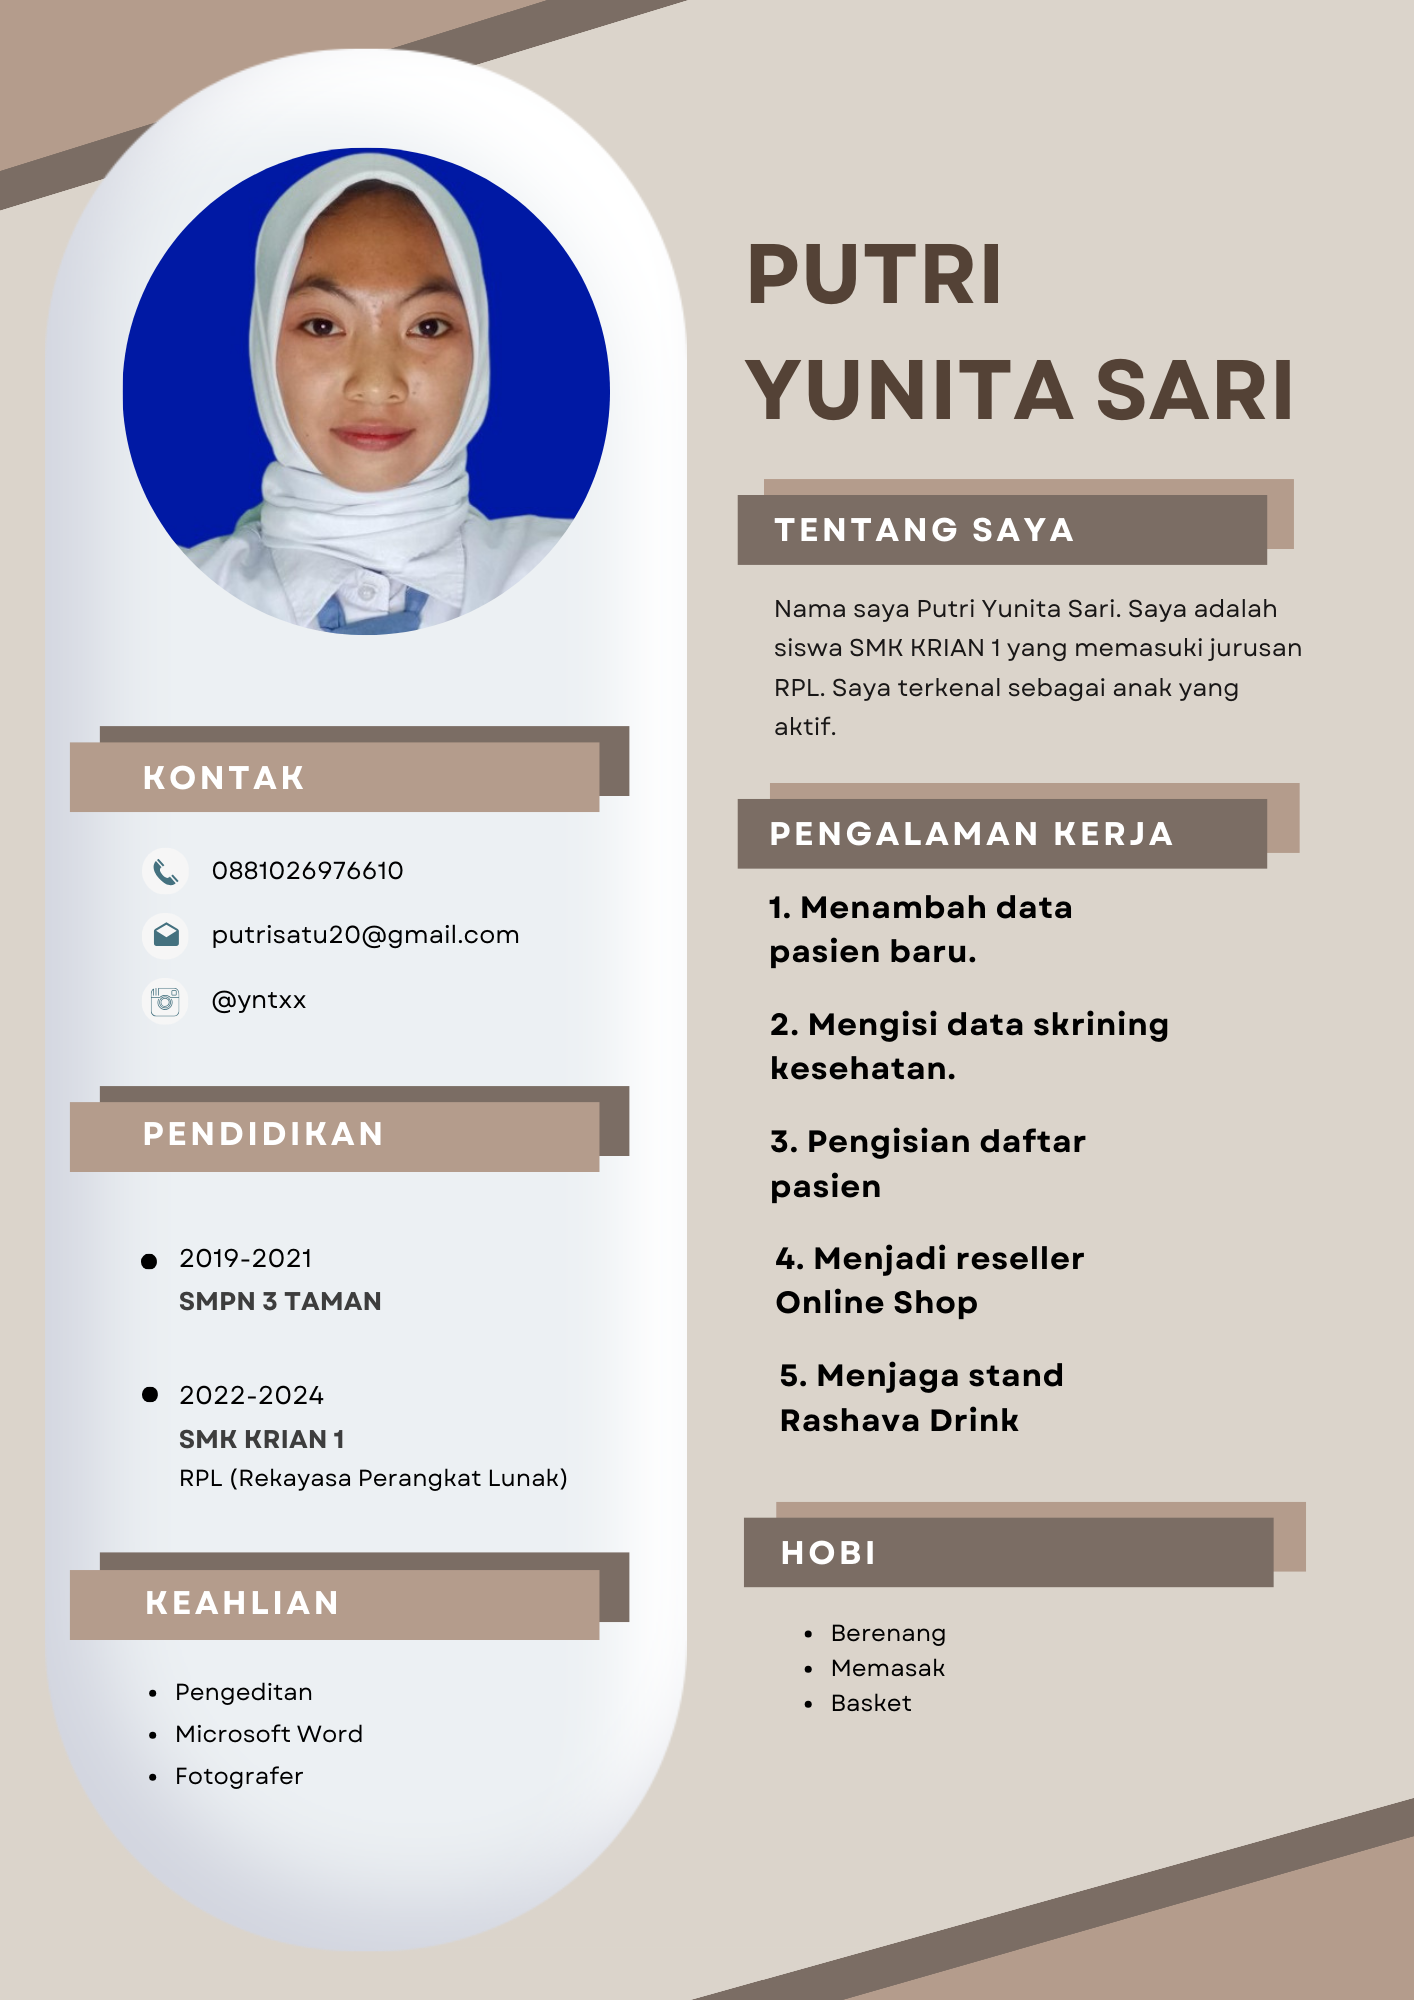 PUTRI
YUNITA SARI
TENTANG SAYA
Nama saya Putri Yunita Sari. Saya adalah
siswa SMK KRIAN 1 yang memasuki jurusan
RPL. Saya terkenal sebagai anak yang
aktif.
KONTAK
0881026976610
putrisatu20@gmail.com
@yntxx
PENDIDIKAN
2019-2021
SMPN 3 TAMAN
2022-2024
SMK KRIAN 1
RPL (Rekayasa Perangkat Lunak)
KEAHLIAN
• Pengeditan
• Microsoft Word
• Fotografer
PENGALAMAN KERJA
1. Menambah data
pasien baru.
2. Mengisi data skrining
kesehatan.
3. Pengisian daftar
pasien
4. Menjadi reseller
Online Shop
5. Menjaga stand
Rashava Drink
HOBI
• Berenang
• Memasak
• Basket